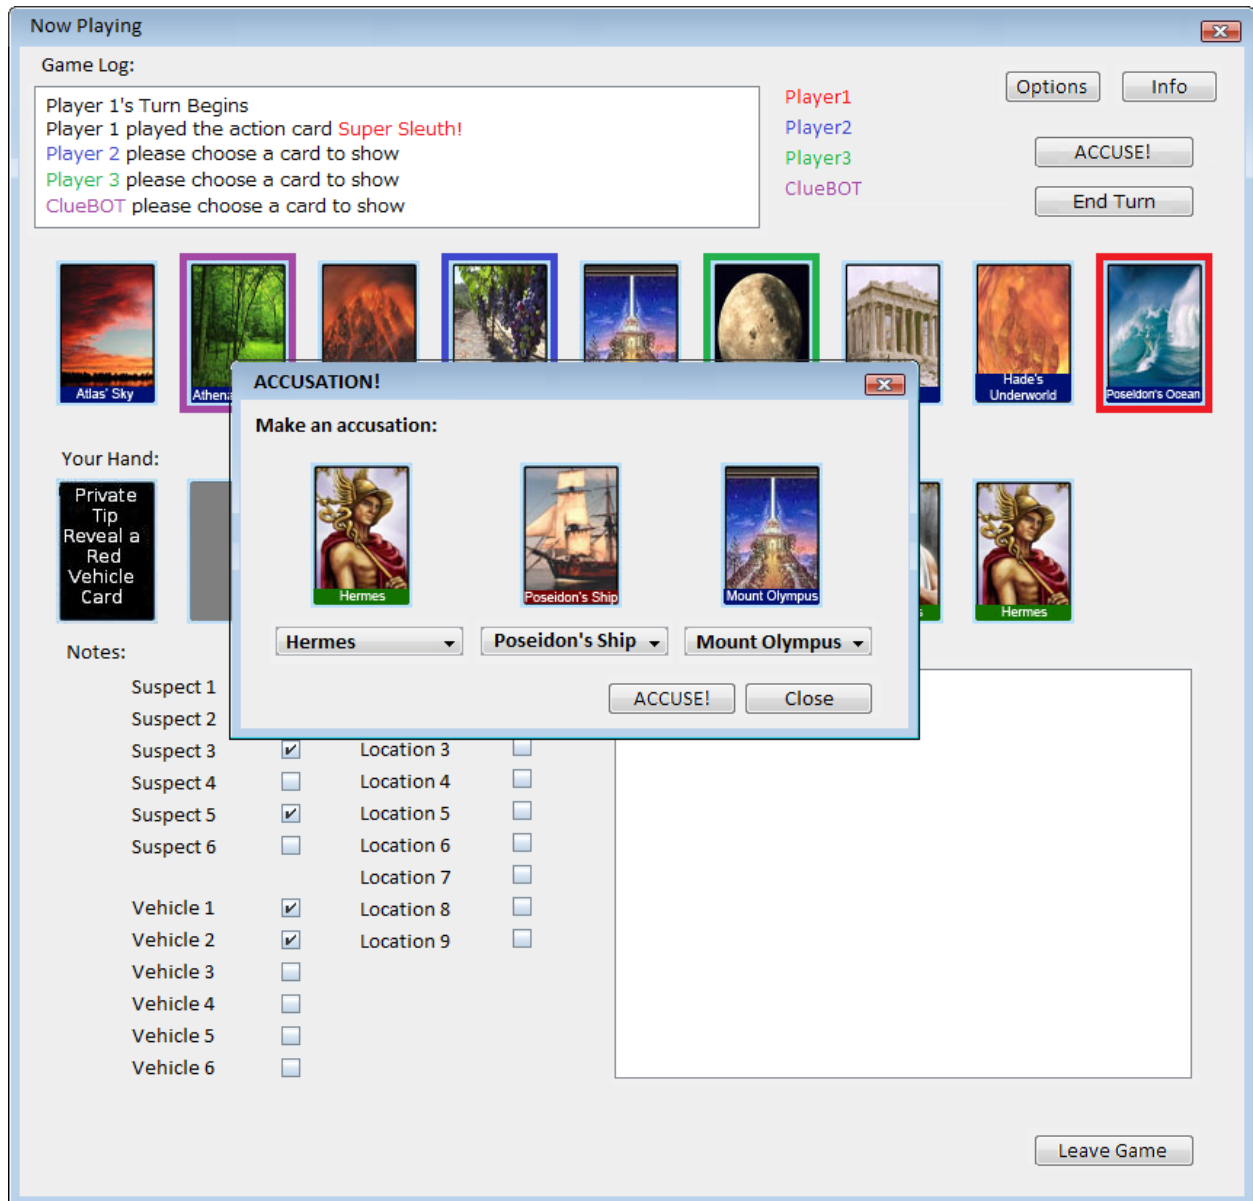 Now Playing
Game Log:
Player 1's Turn Begins
Player 1 played the action card Super Sleuth!
Player 2 please choose a card to show
Player 3 please choose a card to show
ClueBOT please choose a card to show
Player1
Player2
Player3
ClueBOT
Options
Info
ACCUSE!
End Turn
Atlas' Sky
Athena
Hade's
Underworld
Poseidon's Ocean
Your Hand:
Private
Tip
Reveal a
Red
Vehicle
Card
Hermes
ACCUSATION!
Make an accusation:
Hermes
Poseidon's Ship
Mount Olympus
Hermes
Poseidon's Ship
Mount Olympus
ACCUSE!
Close
Notes:
Suspect 1
Suspect 2
Suspect 3
Suspect 4
Suspect 5
Suspect 6
Vehicle 1
Vehicle 2
Vehicle 3
Vehicle 4
Vehicle 5
Vehicle 6
Location 3
Location 4
Location 5
Location 6
Location 7
Location 8
Location 9
Leave Game